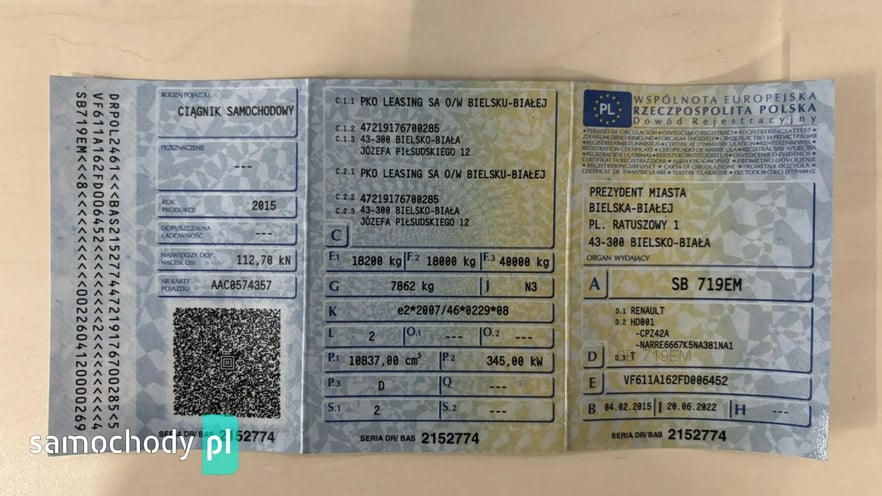 DRPOL2461<<<BAS215277447219176700285<5
VF611A162FD006452<<<<<<<<<<2<<<<<<<<<4
SB719EM<<<8<<<<<<<<<0022604120000269
RODZAJ POJAZDU
CIĄGNIK SAMOCHODOWY
PRZEZNACZENIE
---
ROK PRODUKCJI 2015
DOPUSZCZALNA ŁADOWNOŚĆ ---
NAJWIĘKSZY DOP. NACISK OSI 112,70 kN
NR KARTY POJAZDU AAC0574357
SERIA DR/ BAS 2152774
C.1.1 PKO LEASING SA O/W BIELSKU-BIAŁEJ
C.1.2 47219176700285
C.1.3 43-300 BIELSKO-BIAŁA
JÓZEFA PIŁSUDSKIEGO 12
C.2.1 PKO LEASING SA O/W BIELSKU-BIAŁEJ
C.2.2 47219176700285
C.2.3 43-300 BIELSKO-BIAŁA
JÓZEFA PIŁSUDSKIEGO 12
C
F.1 18200 kg F.2 18000 kg F.3 40000 kg
G 7862 kg J N3
K e2*2007/46*0229*08
L 2 O.1 --- O.2 ---
P.1 10837,00 cm³ P.2 345,00 kW
P.3 D Q ---
S.1 2 S.2 ---
SERIA DR/ BAS 2152774
PL
WSPÓLNOTA EUROPEJSKA
RZECZPOSPOLITA POLSKA
Dowód Rejestracyjny
PREZYDENT MIASTA
BIELSKA-BIAŁEJ
PL. RATUSZOWY 1
43-300 BIELSKO-BIAŁA
ORGAN WYDAJĄCY
A SB 719EM
D.1 RENAULT
D.2 HD001
-CPZ42A
-NARRE6667K5NA381NA1
D D.3 T 719EM
E VF611A162FD006452
B 04.02.2015 I 20.06.2022 H ---
SERIA DR/ BAS 2152774
samochody pl